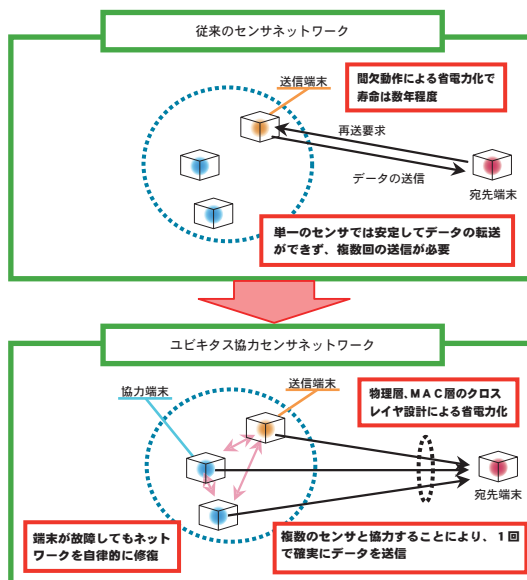 従来のセンサネットワーク
送信端末
間欠動作による省電力化で
寿命は数年程度
再送要求
データの送信
宛先端末
単一のセンサでは安定してデータの転送
ができず、複数回の送信が必要
ユビキタス協力センサネットワーク
協力端末
送信端末
物理層、MAC層のクロス
レイヤ設計による省電力化
宛先端末
端末が故障してもネット
ワークを自律的に修復
複数のセンサと協力することにより、1回
で確実にデータを送信